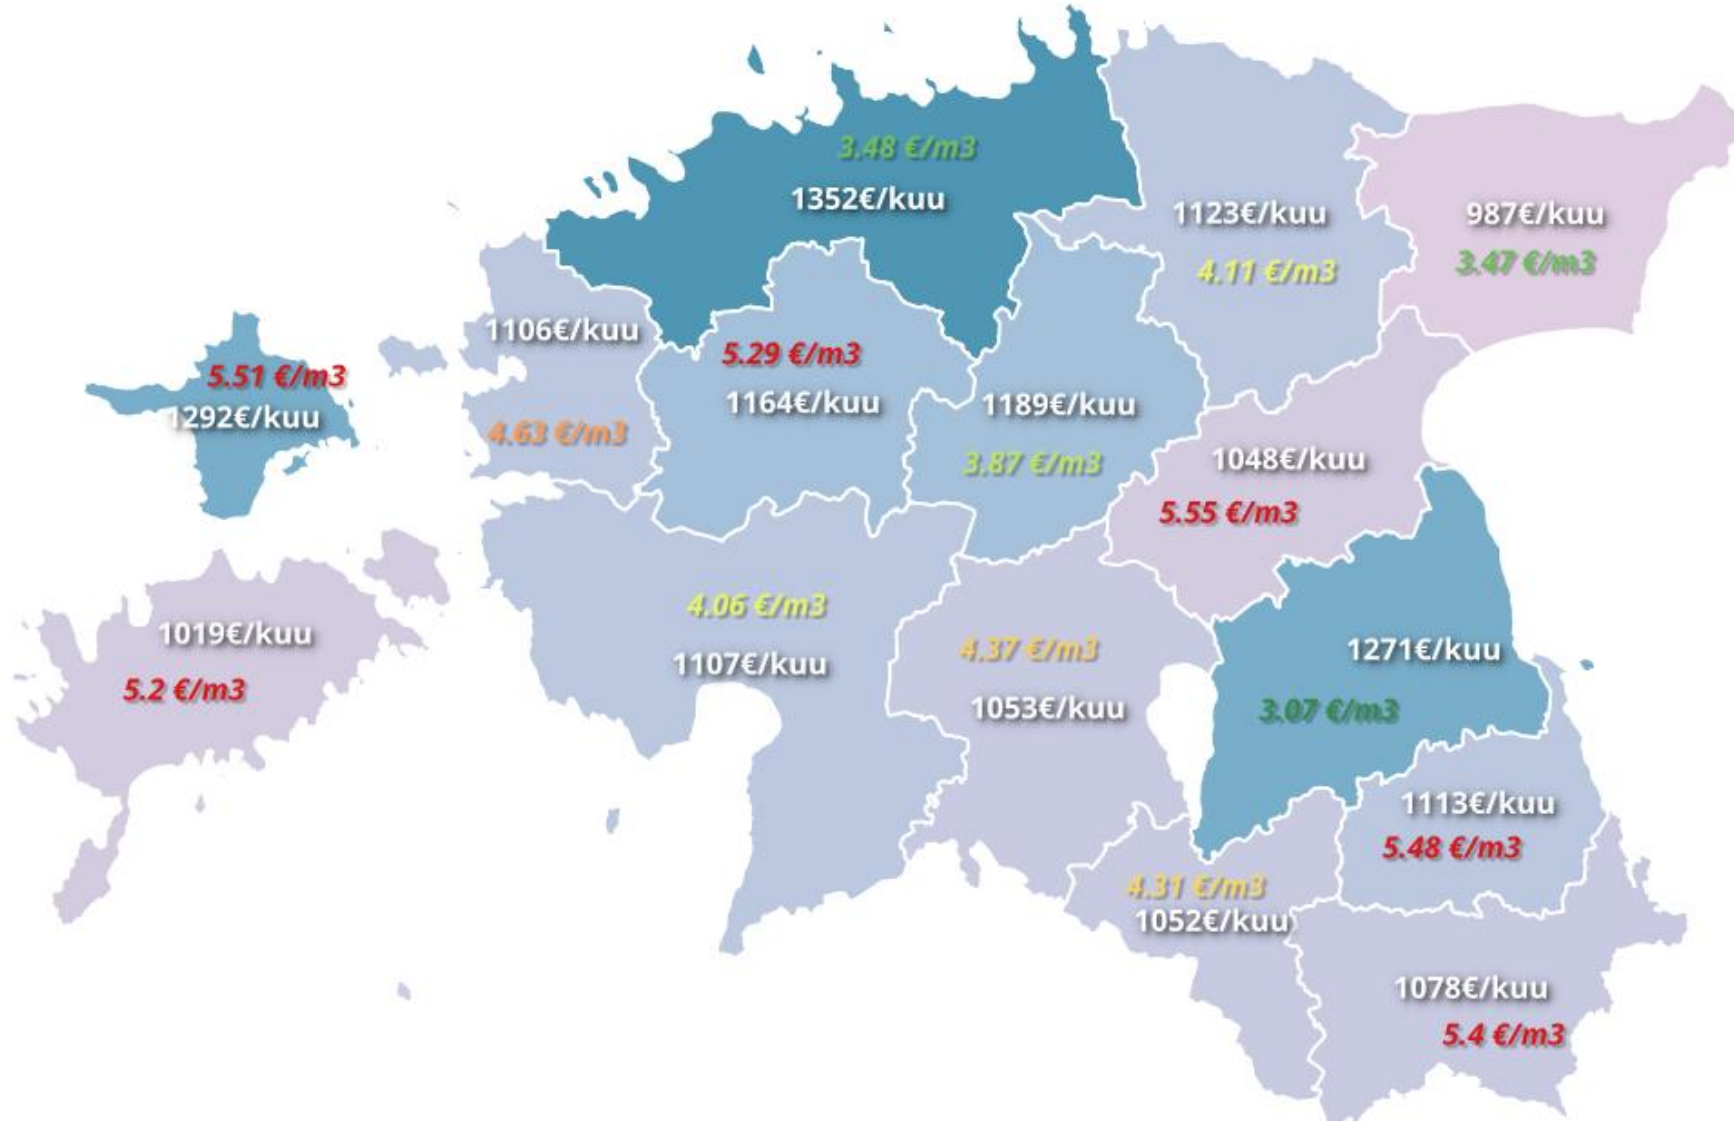 3.48 €/m3
1352€/kuu
1123€/kuu
4.11 €/m3
987€/kuu
3.47 €/m3
1106€/kuu
4.63 €/m3
5.29 €/m3
1164€/kuu
1189€/kuu
3.87 €/m3
5.51 €/m3
1292€/kuu
1048€/kuu
5.55 €/m3
1019€/kuu
5.2 €/m3
4.06 €/m3
1107€/kuu
4.37 €/m3
1053€/kuu
1271€/kuu
3.07 €/m3
1113€/kuu
5.48 €/m3
4.31 €/m3
1052€/kuu
1078€/kuu
5.4 €/m3